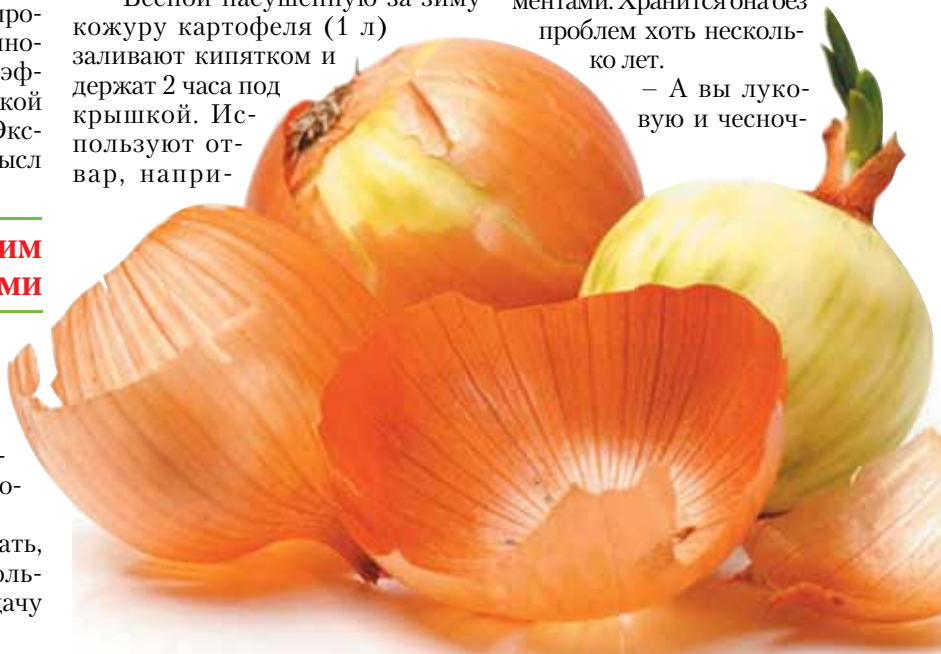 иро-
но-
эф-
кой
Экс-
ысл
им
ми
-
о-
ать,
оль-
дачу
Весной насушенную за зиму
кожуру картофеля (1 л)
заливают кипятком и
держат 2 часа под
крышкой. Ис-
пользуют от-
вар, напри-
ментами. Хранится она без
проблем хоть несколь-
ко лет.
– А вы луко-
вую и чесноч-